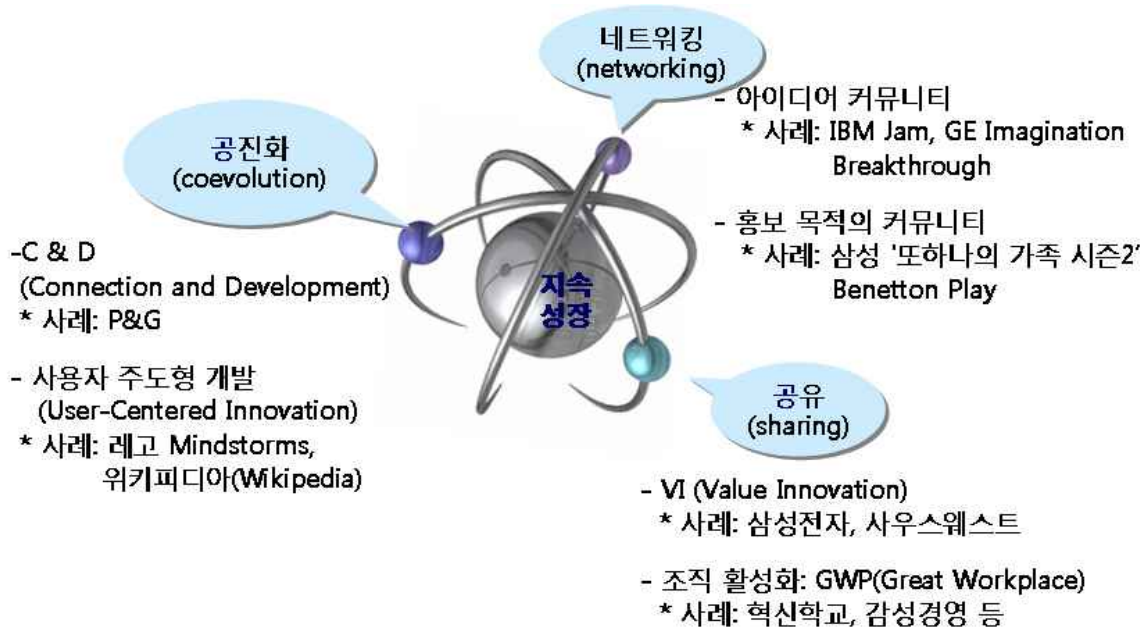 네트워킹
(networking)
- 아이디어 커뮤니티
* 사례: IBM Jam, GE Imagination
Breakthrough
- 홍보 목적의 커뮤니티
* 사례: 삼성 '또하나의 가족 시즌2'
Benetton Play
공진화
(coevolution)
-C & D
(Connection and Development)
* 사례: P&G
- 사용자 주도형 개발
(User-Centered Innovation)
* 사례: 레고 Mindstorms,
위키피디아(Wikipedia)
지속
성장
공유
(sharing)
- VI (Value Innovation)
* 사례: 삼성전자, 사우스웨스트
- 조직 활성화: GWP(Great Workplace)
* 사례: 혁신학교, 감성경영 등